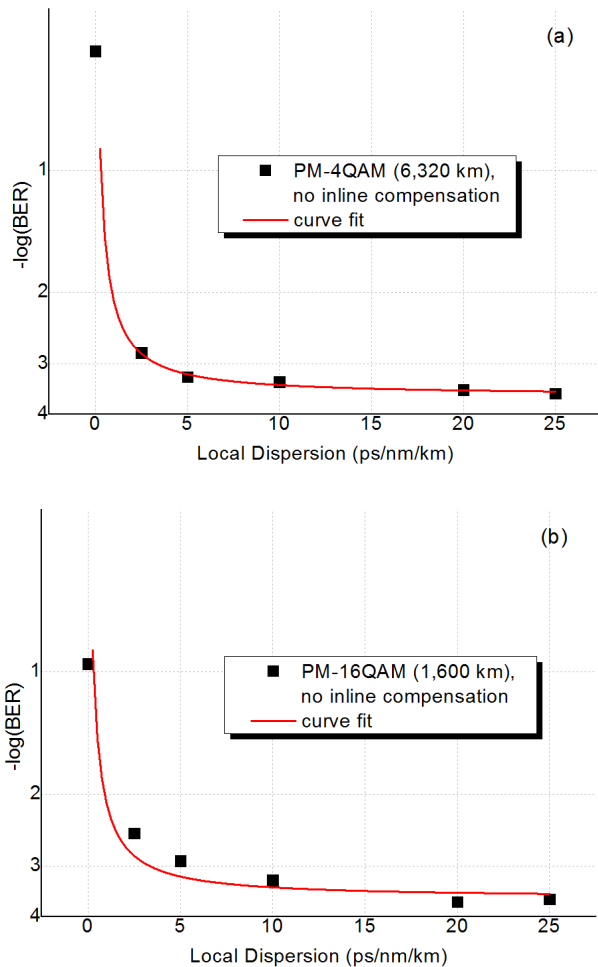 (a)
PM-4QAM (6,320 km),
no inline compensation
curve fit
-log(BER)
1
2
3
4
0 5 10 15 20 25
Local Dispersion (ps/nm/km)
(b)
PM-16QAM (1,600 km),
no inline compensation
curve fit
-log(BER)
1
2
3
4
0 5 10 15 20 25
Local Dispersion (ps/nm/km)